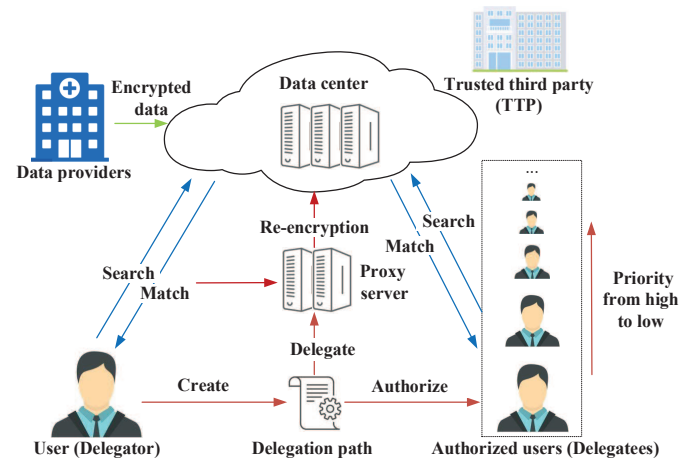 Data center
Encrypted
data
Trusted third party
(TTP)
Data providers
...
Re-encryption
Search
Match
Search
Match
Proxy
server
Priority
from high
to low
Delegate
Create
Authorize
User (Delegator)
Delegation path
Authorized users (Delegatees)